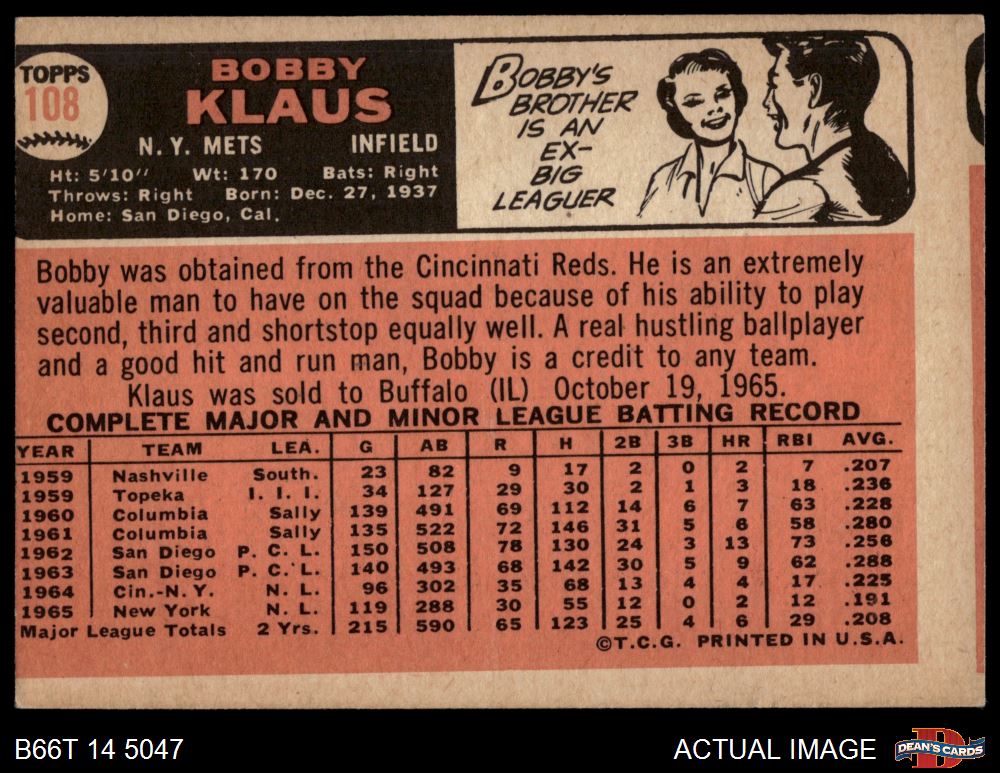 TOPPS
108
BOBBY
KLAUS
N. Y. METS INFIELD
Ht: 5'10" Wt: 170 Bats: Right
Throws: Right Born: Dec. 27, 1937
Home: San Diego, Cal.
BOBBY'S
BROTHER
IS AN
EX-
BIG
LEAGUER
Bobby was obtained from the Cincinnati Reds. He is an extremely
valuable man to have on the squad because of his ability to play
second, third and shortstop equally well. A real hustling ballplayer
and a good hit and run man, Bobby is a credit to any team.
Klaus was sold to Buffalo (IL) October 19, 1965.
COMPLETE MAJOR AND MINOR LEAGUE BATTING RECORD
YEAR TEAM LEA. G AB R H 2B 3B HR RBI AVG.
1959 Nashville South. 23 82 9 17 2 0 2 7 .207
1959 Topeka I. I. I. 34 127 29 30 2 1 3 18 .236
1960 Columbia Sally 139 491 69 112 14 6 7 63 .228
1961 Columbia Sally 135 522 72 146 31 5 6 58 .280
1962 San Diego P. C. L. 150 508 78 130 24 3 13 73 .256
1963 San Diego P. C. L. 140 493 68 142 30 5 9 62 .288
1964 Cin.-N. Y. N. L. 96 302 35 68 13 4 4 17 .225
1965 New York N. L. 119 288 30 55 12 0 2 12 .191
Major League Totals 2 Yrs. 215 590 65 123 25 4 6 29 .208
©T.C.G. PRINTED IN U.S.A.
B66T 14 5047 ACTUAL IMAGE
D
DEAN'S CARDS